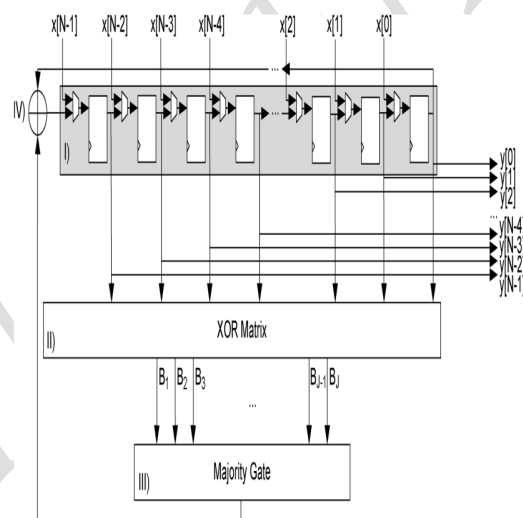 x[N-1] x[N-2] x[N-3] x[N-4] x[2] x[1] x[0]
...
IV)
...
I)
y[0]
y[1]
y[2]
...
y[N-4]
y[N-3]
y[N-2]
y[N-1]
XOR Matrix
II)
B1 B2 B3 BJ-1 BJ
...
Majority Gate
III)